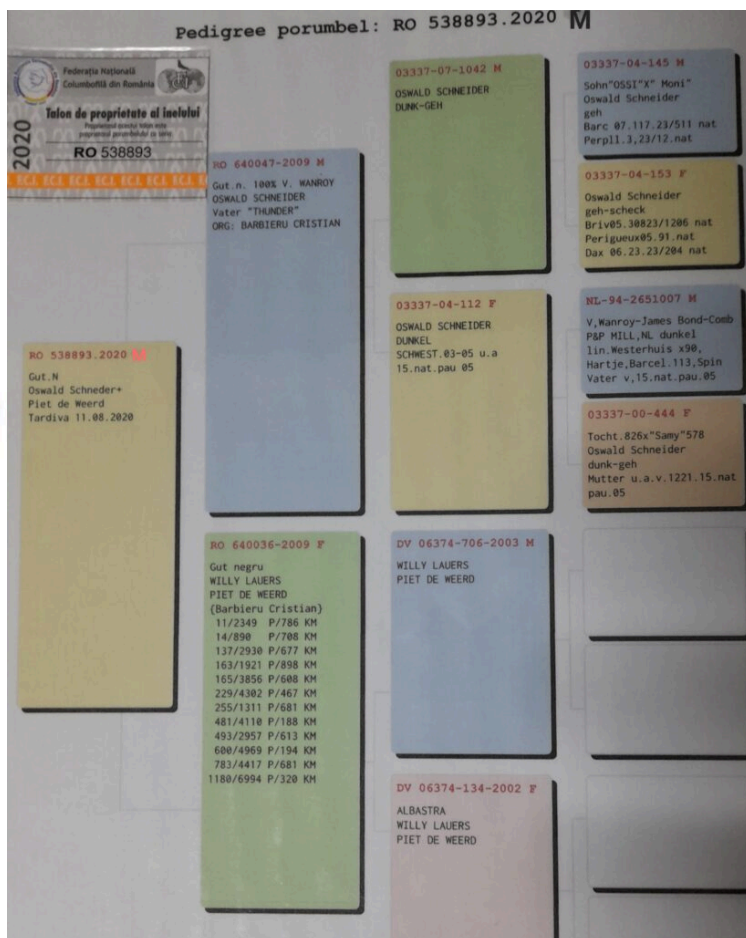 Pedigree porumbel: RO 538893.2020 M
Federația Națională
Columbofilă din România
Talon de proprietate al inelului
2020
RO 538893
ECJ. ECJ. ECJ. ECJ. ECJ. ECJ. ECJ.
RO 538893.2020
Gut.N
Oswald Schneder+
Piet de Weerd
Tardiva 11.08.2020
RO 640047-2009 M
Gut.n. 100% V. WANROY
OSWALD SCHNEIDER
Vater "THUNDER"
ORG: BARBIERU CRISTIAN
RO 640036-2009 F
Gut negru
WILLY LAUERS
PIET DE WEERD
(Barbieru Cristian)
11/2349 P/786 KM
14/890 P/708 KM
137/2930 P/677 KM
163/1921 P/898 KM
165/3856 P/608 KM
229/4302 P/467 KM
255/1311 P/681 KM
481/4110 P/188 KM
493/2957 P/613 KM
600/4969 P/194 KM
783/4417 P/681 KM
1180/6994 P/320 KM
03337-07-1042 M
OSWALD SCHNEIDER
DUNK-GEH
03337-04-112 F
OSWALD SCHNEIDER
DUNKEL
SCHWEST.03-05 u.a
15.nat.pau 05
DV 06374-706-2003 M
WILLY LAUERS
PIET DE WEERD
DV 06374-134-2002 F
ALBASTRA
WILLY LAUERS
PIET DE WEERD
03337-04-145 M
Sohn"OSSI"X" Moni"
Oswald Schneider
geh
Barc 07.117.23/511 nat
Perpll.3,23/12.nat
03337-04-153 F
Oswald Schneider
geh-scheck
Briv05.30823/1206 nat
Perigueux05.91.nat
Dax 06.23.23/204 nat
NL-94-2651007 M
V,Wanroy-James Bond-Comb
P&P MILL,NL dunkel
lin.Westerhuis x90,
Hartje,Barcel.113,Spin
Vater v,15.nat.pau.05
03337-00-444 F
Tocht.826x"Samy"578
Oswald Schneider
dunk-geh
Mutter u.a.v.1221.15.nat
pau.05